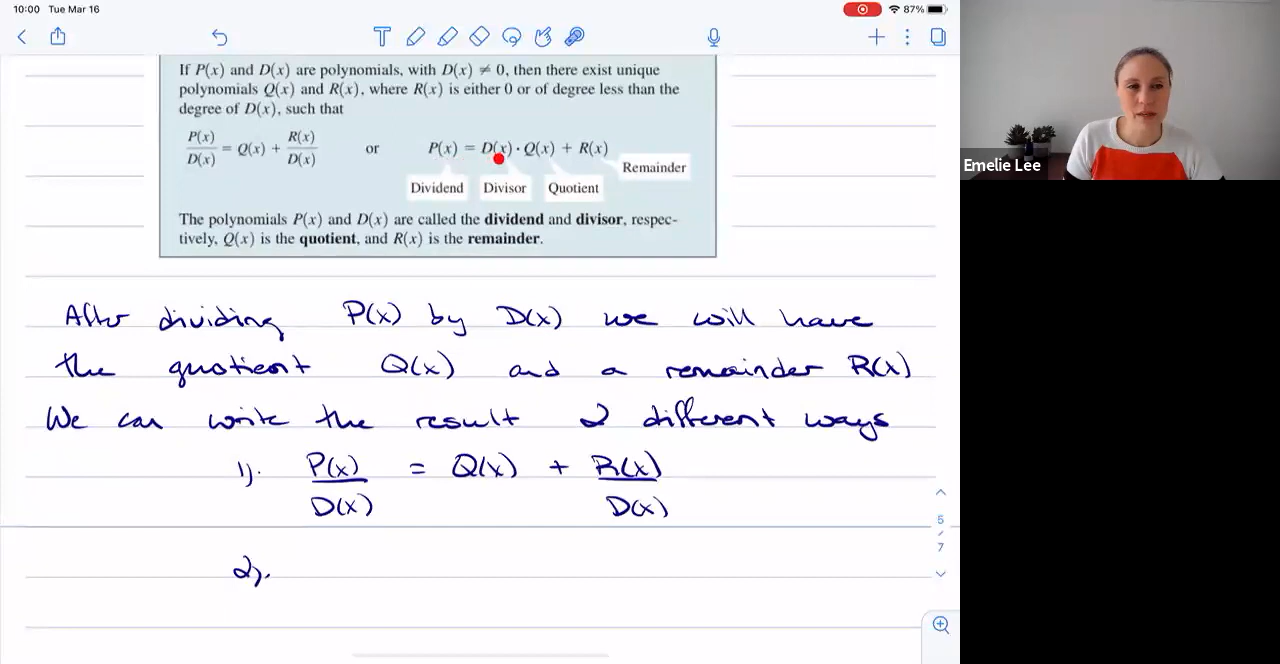 10:00 Tue Mar 16
87%
If P(x) and D(x) are polynomials, with D(x) ≠ 0, then there exist unique
polynomials Q(x) and R(x), where R(x) is either 0 or of degree less than the
degree of D(x), such that
P(x)/D(x) = Q(x) + R(x)/D(x) or P(x) = D(x) · Q(x) + R(x)
Remainder
Dividend Divisor Quotient
The polynomials P(x) and D(x) are called the dividend and divisor, respec-
tively, Q(x) is the quotient, and R(x) is the remainder.
After dividing P(x) by D(x) we will have
the quotient Q(x) and a remainder R(x)
We can write the result 2 different ways
1). P(x)/D(x) = Q(x) + R(x)/D(x)
2).
5
/
7
Emelie Lee